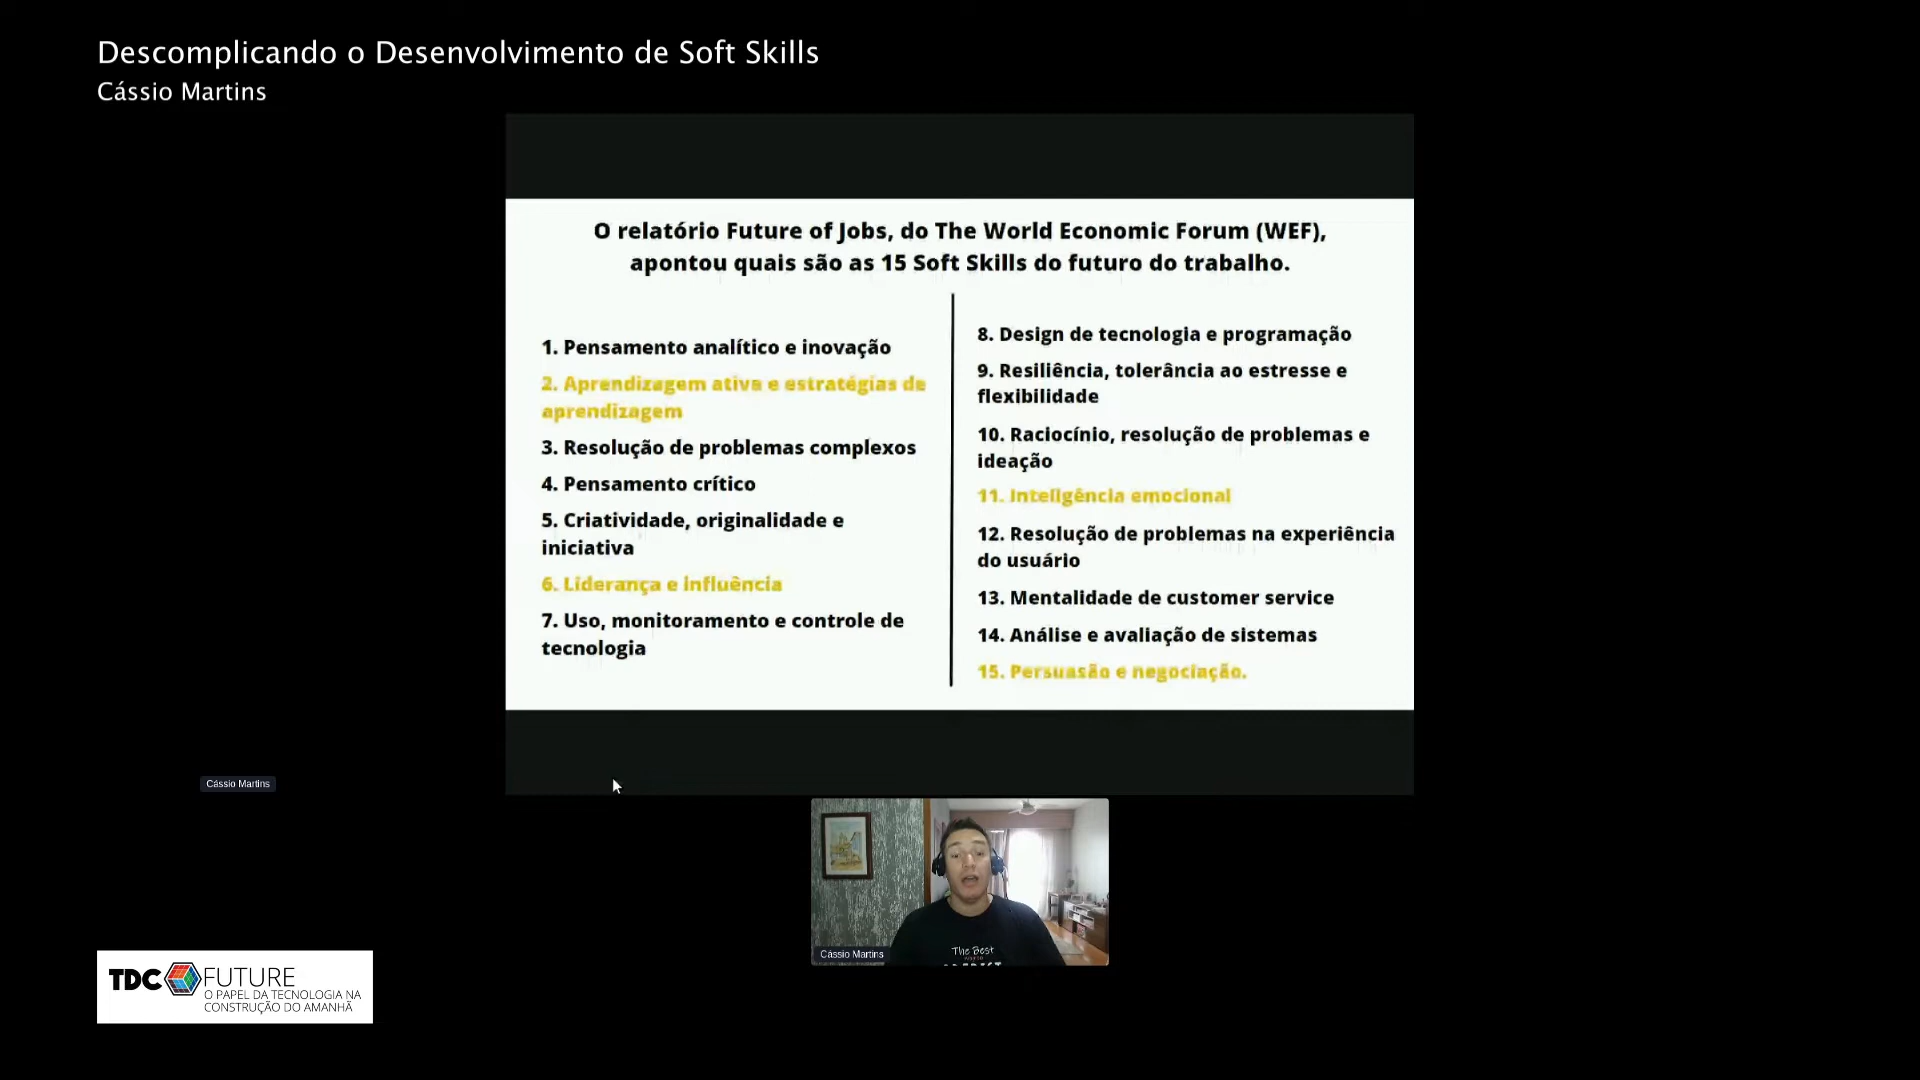 Descomplicando o Desenvolvimento de Soft Skills
Cássio Martins
O relatório Future of Jobs, do The World Economic Forum (WEF),
apontou quais são as 15 Soft Skills do futuro do trabalho.
1. Pensamento analítico e inovação
2. Aprendizagem ativa e estratégias de
aprendizagem
3. Resolução de problemas complexos
4. Pensamento crítico
5. Criatividade, originalidade e
iniciativa
6. Liderança e influência
7. Uso, monitoramento e controle de
tecnologia
8. Design de tecnologia e programação
9. Resiliência, tolerância ao estresse e
flexibilidade
10. Raciocínio, resolução de problemas e
ideação
11. Inteligência emocional
12. Resolução de problemas na experiência
do usuário
13. Mentalidade de customer service
14. Análise e avaliação de sistemas
15. Persuasão e negociação.
Cássio Martins
The Best
Cássio Martins
TDC FUTURE
O PAPEL DA TECNOLOGIA NA
CONSTRUÇÃO DO AMANHÃ